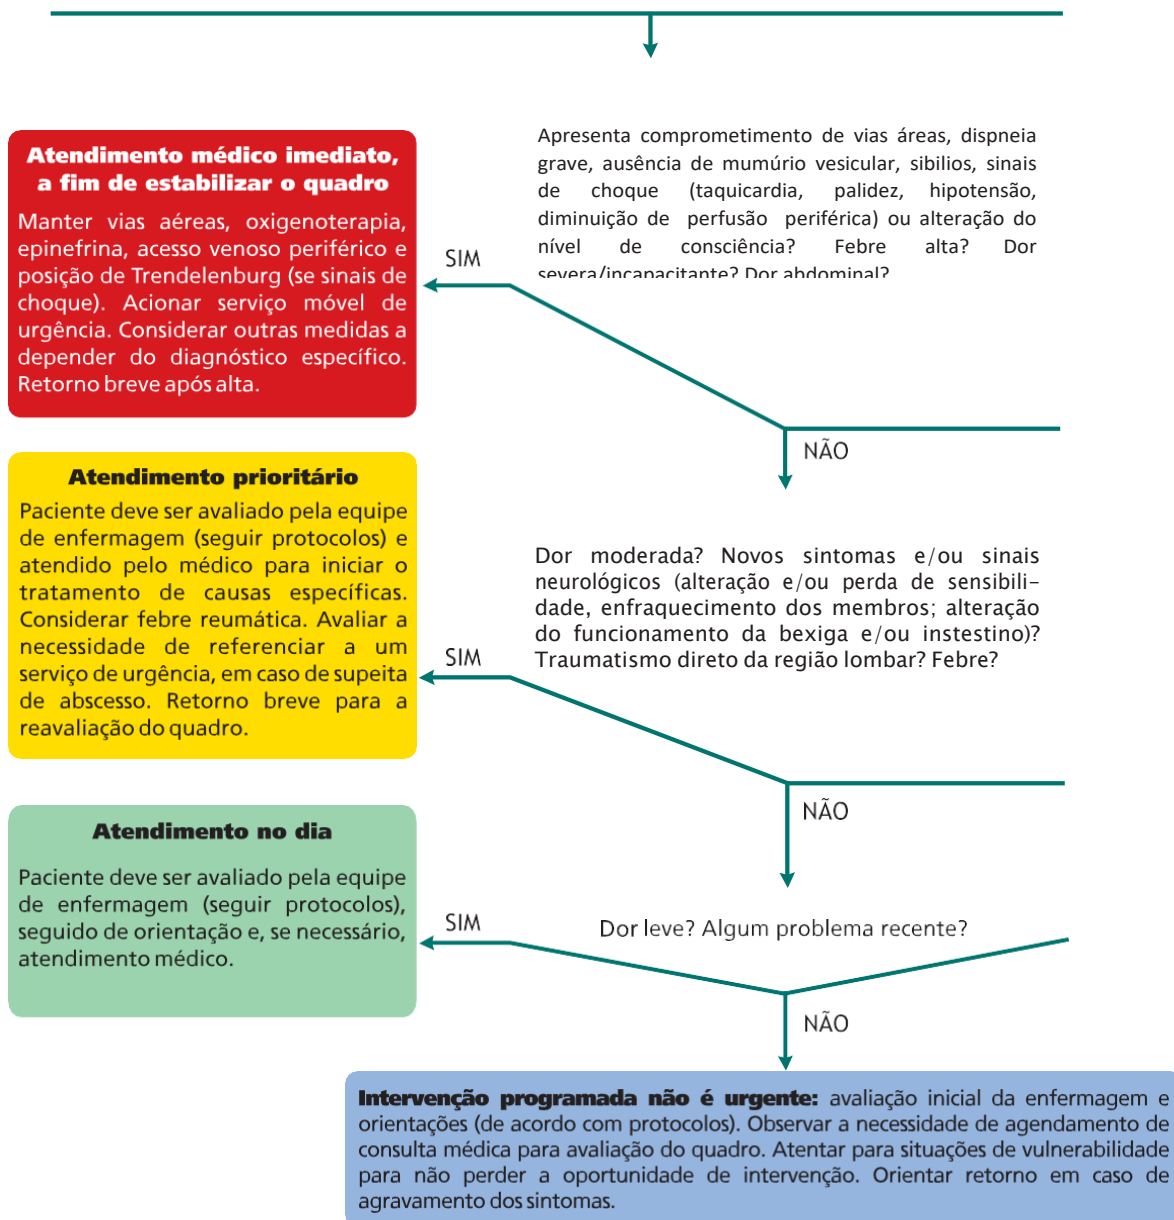 Apresenta comprometimento de vias áreas, dispneia
grave, ausência de mumúrio vesicular, sibilios, sinais
de choque (taquicardia, palidez, hipotensão,
diminuição de perfusão periférica) ou alteração do
nível de consciência? Febre alta? Dor
severa/incapacitante? Dor abdominal?
SIM
Atendimento médico imediato,
a fim de estabilizar o quadro
Manter vias aéreas, oxigenoterapia,
epinefrina, acesso venoso periférico e
posição de Trendelenburg (se sinais de
choque). Acionar serviço móvel de
urgência. Considerar outras medidas a
depender do diagnóstico específico.
Retorno breve após alta.
NÃO
Dor moderada? Novos sintomas e/ou sinais
neurológicos (alteração e/ou perda de sensibili-
dade, enfraquecimento dos membros; alteração
do funcionamento da bexiga e/ou instestino)?
Traumatismo direto da região lombar? Febre?
SIM
Atendimento prioritário
Paciente deve ser avaliado pela equipe
de enfermagem (seguir protocolos) e
atendido pelo médico para iniciar o
tratamento de causas específicas.
Considerar febre reumática. Avaliar a
necessidade de referenciar a um
serviço de urgência, em caso de supeita
de abscesso. Retorno breve para a
reavaliação do quadro.
NÃO
Dor leve? Algum problema recente?
SIM
Atendimento no dia
Paciente deve ser avaliado pela equipe
de enfermagem (seguir protocolos),
seguido de orientação e, se necessário,
atendimento médico.
NÃO
Intervenção programada não é urgente: avaliação inicial da enfermagem e
orientações (de acordo com protocolos). Observar a necessidade de agendamento de
consulta médica para avaliação do quadro. Atentar para situações de vulnerabilidade
para não perder a oportunidade de intervenção. Orientar retorno em caso de
agravamento dos sintomas.